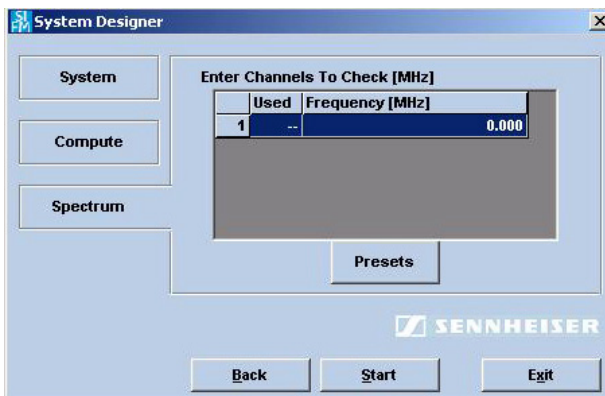 System Designer
System
Compute
Spectrum
Enter Channels To Check [MHz]
Used Frequency [MHz]
1 -- 0.000
Presets
SENNHEISER
Back Start Exit